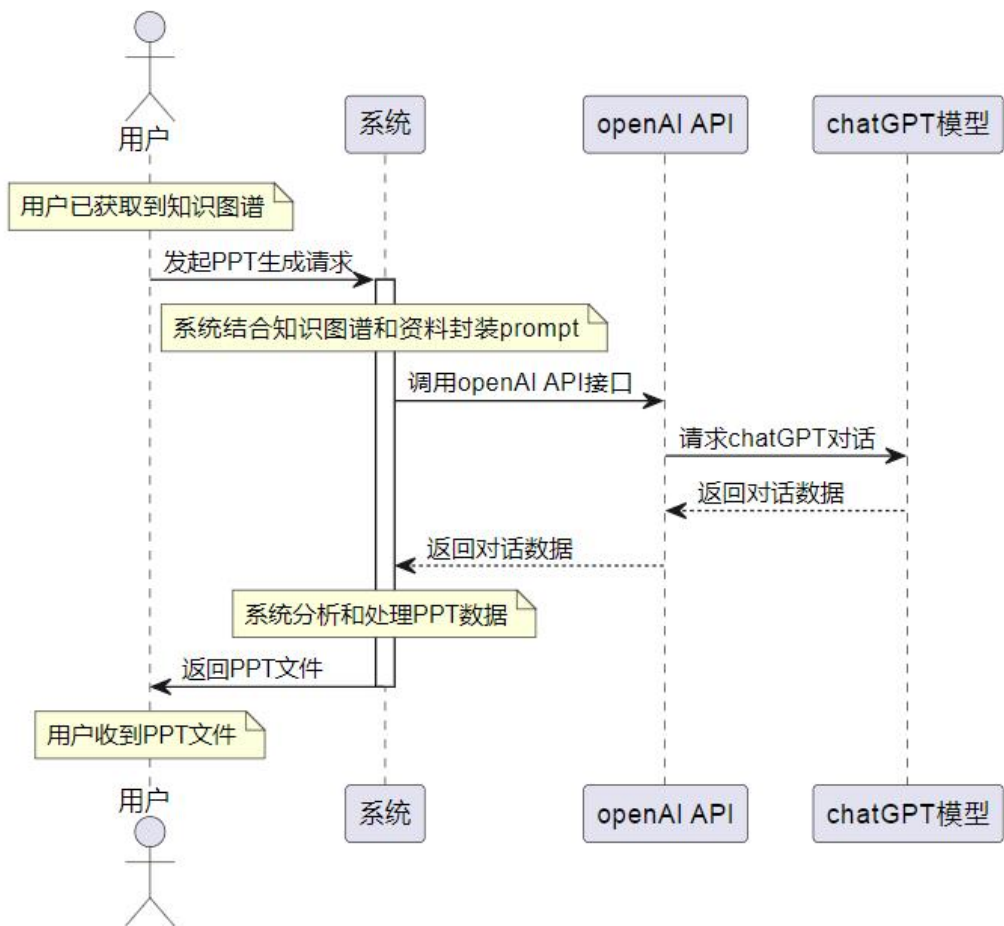 用户
系统
openAI API
chatGPT模型
用户已获取到知识图谱
发起PPT生成请求
系统结合知识图谱和资料封装prompt
调用openAI API接口
请求chatGPT对话
返回对话数据
返回对话数据
系统分析和处理PPT数据
返回PPT文件
用户收到PPT文件
用户
系统
openAI API
chatGPT模型